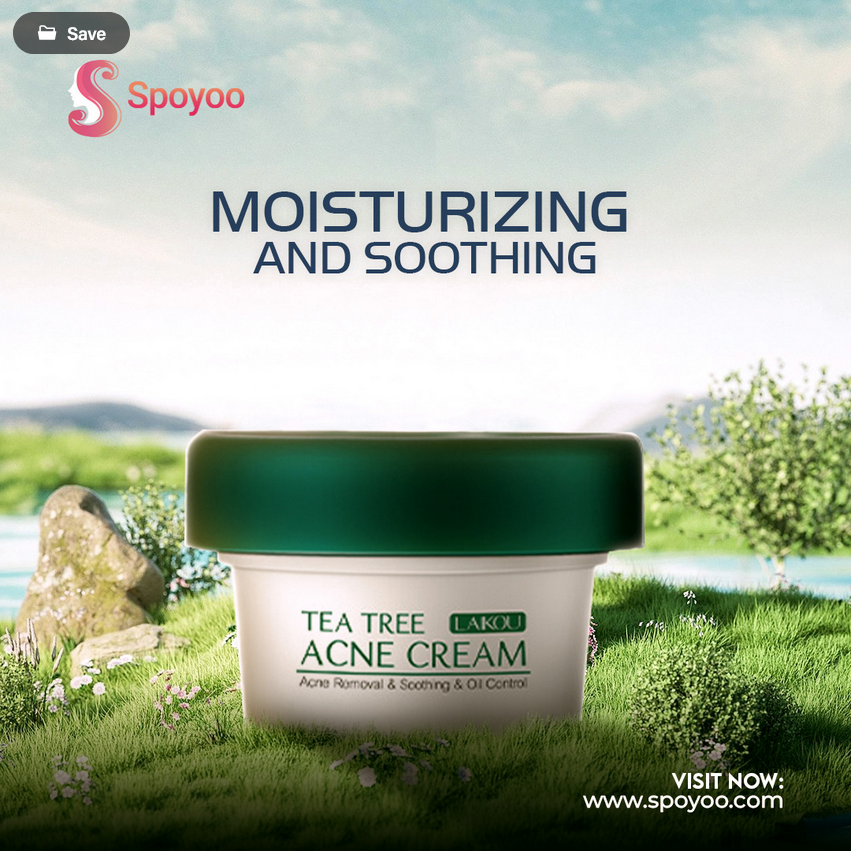 Save
Spoyoo
MOISTURIZING
AND SOOTHING
TEA TREE LAIKOU
ACNE CREAM
Acne Removal & Soothing & Oil Control
VISIT NOW:
www.spoyoo.com